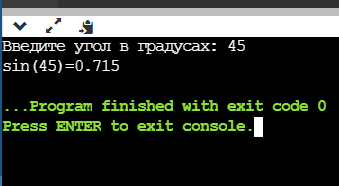 Введите угол в градусах: 45
sin(45)=0.715
...Program finished with exit code 0
Press ENTER to exit console.